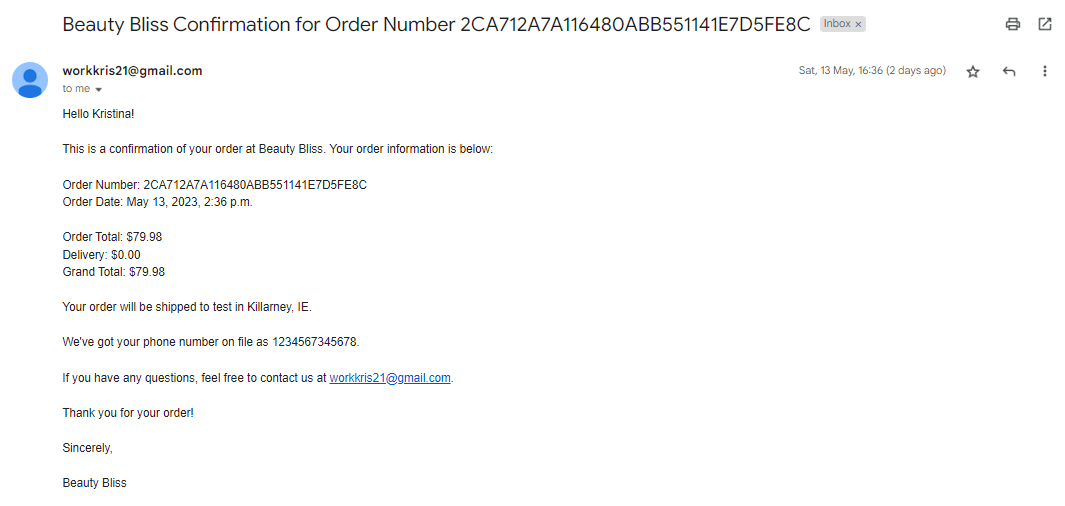 Beauty Bliss Confirmation for Order Number 2CA712A7A116480ABB551141E7D5FE8C Inbox ×
workkris21@gmail.com Sat, 13 May, 16:36 (2 days ago)
to me
Hello Kristina!
This is a confirmation of your order at Beauty Bliss. Your order information is below:
Order Number: 2CA712A7A116480ABB551141E7D5FE8C
Order Date: May 13, 2023, 2:36 p.m.
Order Total: $79.98
Delivery: $0.00
Grand Total: $79.98
Your order will be shipped to test in Killarney, IE.
We've got your phone number on file as 1234567345678.
If you have any questions, feel free to contact us at workkris21@gmail.com.
Thank you for your order!
Sincerely,
Beauty Bliss